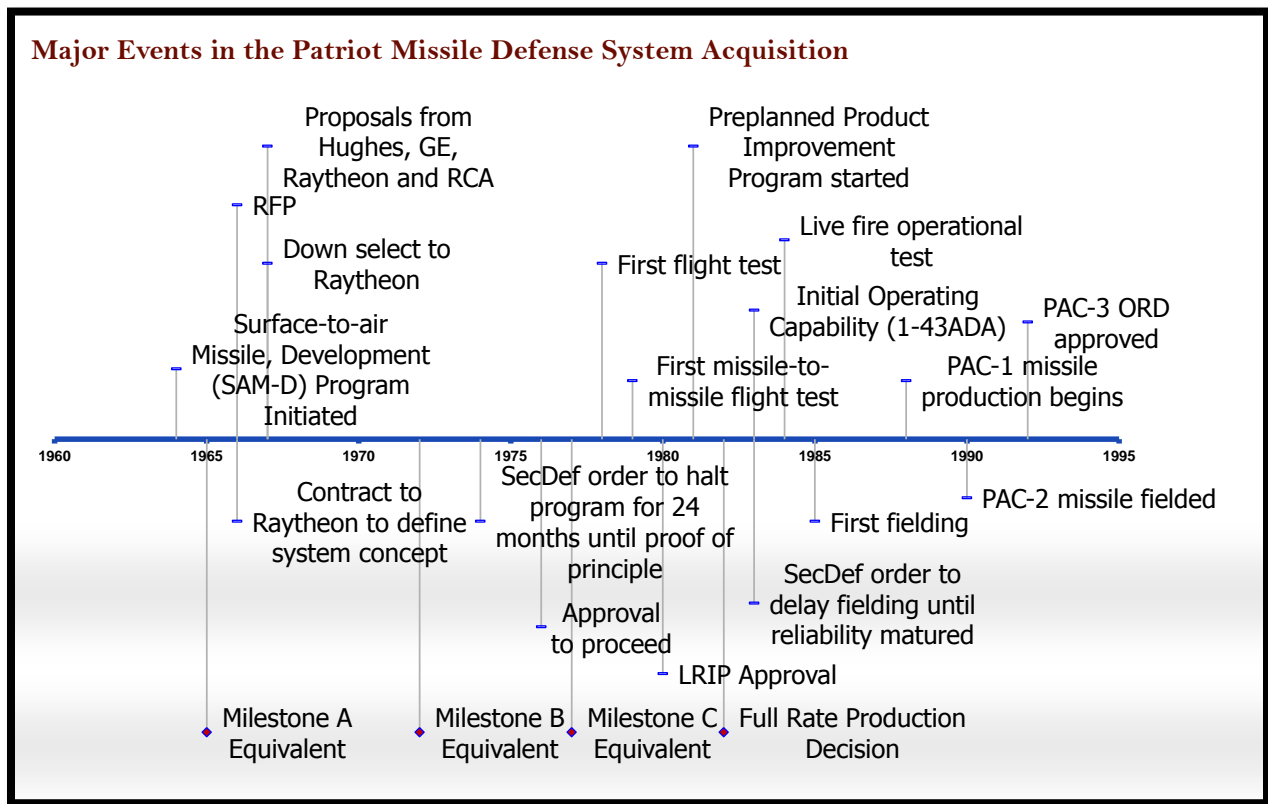 Major Events in the Patriot Missile Defense System Acquisition
Proposals from
Hughes, GE,
Raytheon and RCA
RFP
Down select to
Raytheon
Surface-to-air
Missile, Development
(SAM-D) Program
Initiated
Preplanned Product
Improvement
Program started
Live fire operational
test
First flight test
Initial Operating
Capability (1-43ADA)
PAC-3 ORD
approved
First missile-to-
missile flight test
PAC-1 missile
production begins
1960
1965
1970
1975
1980
1985
1990
1995
Contract to
Raytheon to define
system concept
SecDef order to halt
program for 24
months until proof of
principle
Approval
to proceed
LRIP Approval
First fielding
PAC-2 missile fielded
SecDef order to
delay fielding until
reliability matured
Milestone A
Equivalent
Milestone B
Equivalent
Milestone C
Equivalent
Full Rate Production
Decision